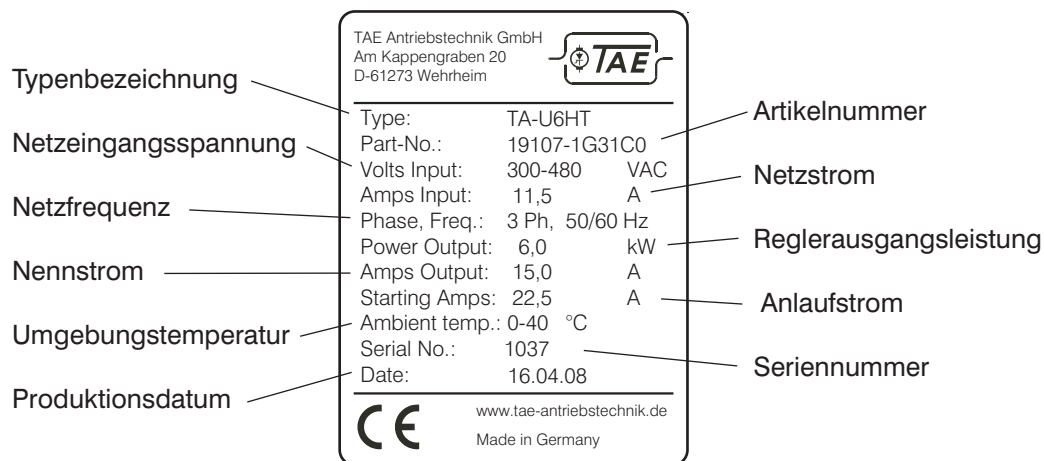 TAE Antriebstechnik GmbH
Am Kappengraben 20
D-61273 Wehrheim
TAE
Typenbezeichnung
Netzeingangsspannung
Netzfrequenz
Nennstrom
Umgebungstemperatur
Produktionsdatum
Type: TA-U6HT
Part-No.: 19107-1G31C0
Volts Input: 300-480 VAC
Amps Input: 11,5 A
Phase, Freq.: 3 Ph, 50/60 Hz
Power Output: 6,0 kW
Amps Output: 15,0 A
Starting Amps: 22,5 A
Ambient temp.: 0-40 °C
Serial No.: 1037
Date: 16.04.08
Artikelnummer
Netzstrom
Reglerausgangsleistung
Anlaufstrom
Seriennummer
CE
www.tae-antriebstechnik.de
Made in Germany